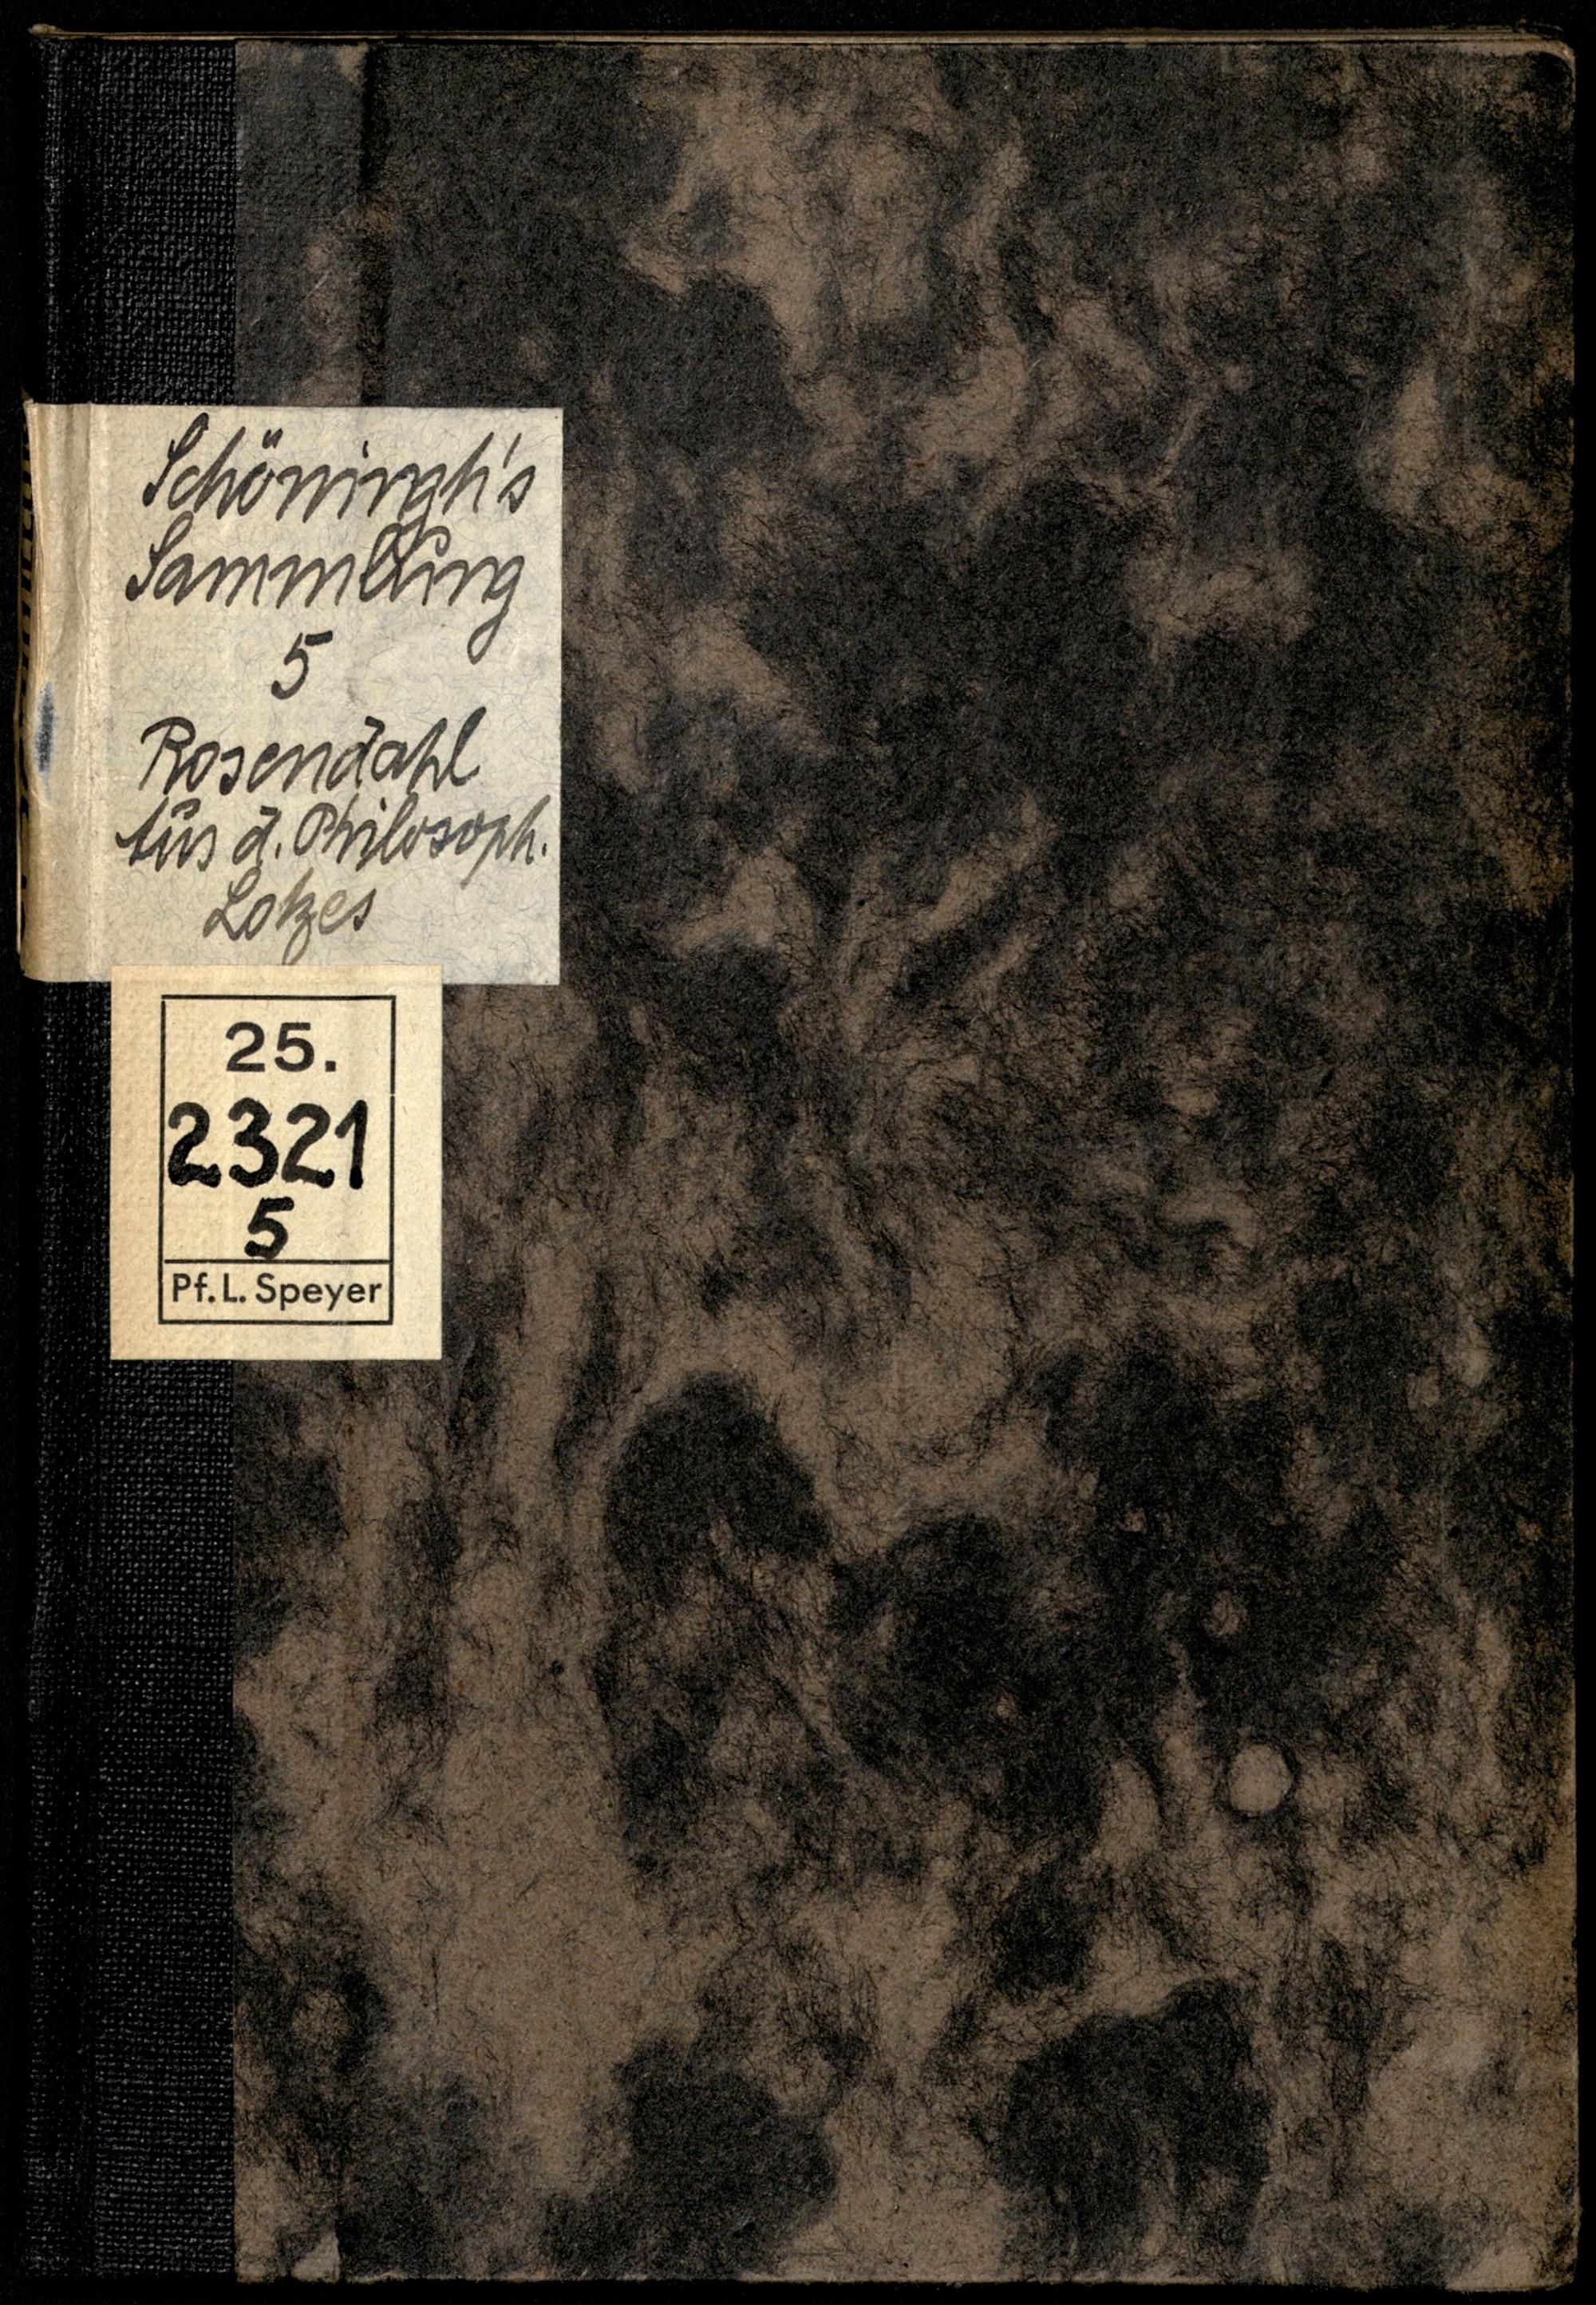 Schöningh's
Sammlung
5
Rosendahl
Aus d. Philosoph.
Lotzes
25.
2321
5
Pf. L. Speyer